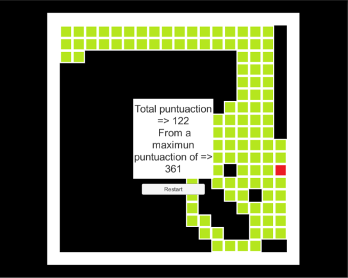 Total puntuaction
=> 122
From a
maximun
puntuaction of =>
361
Restart